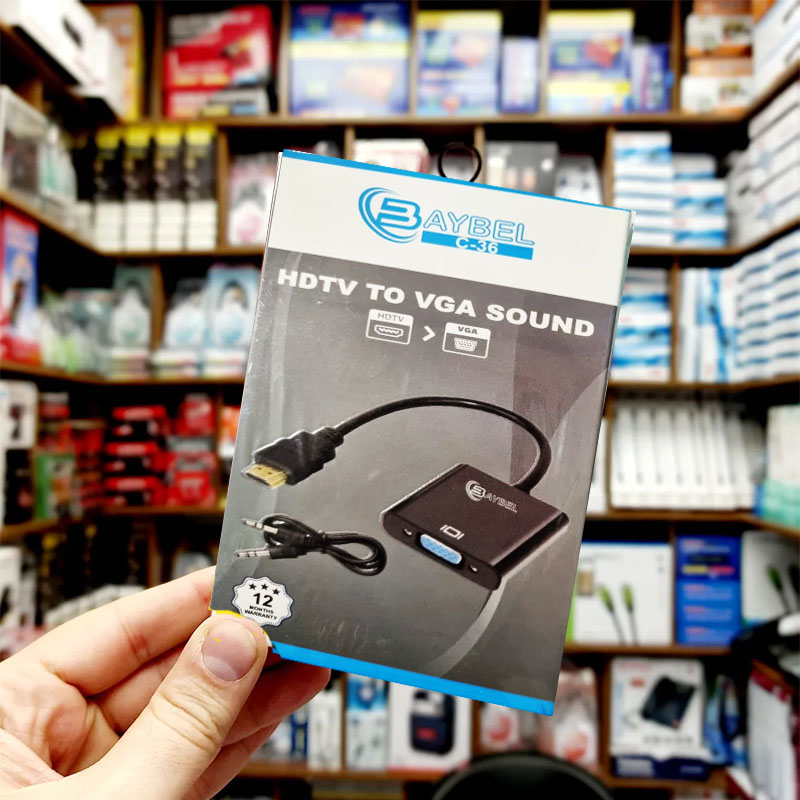 BAYBEL
C-36
HDTV TO VGA SOUND
HDTV > VGA
BAYBEL
12
MONTHS
WARRANTY